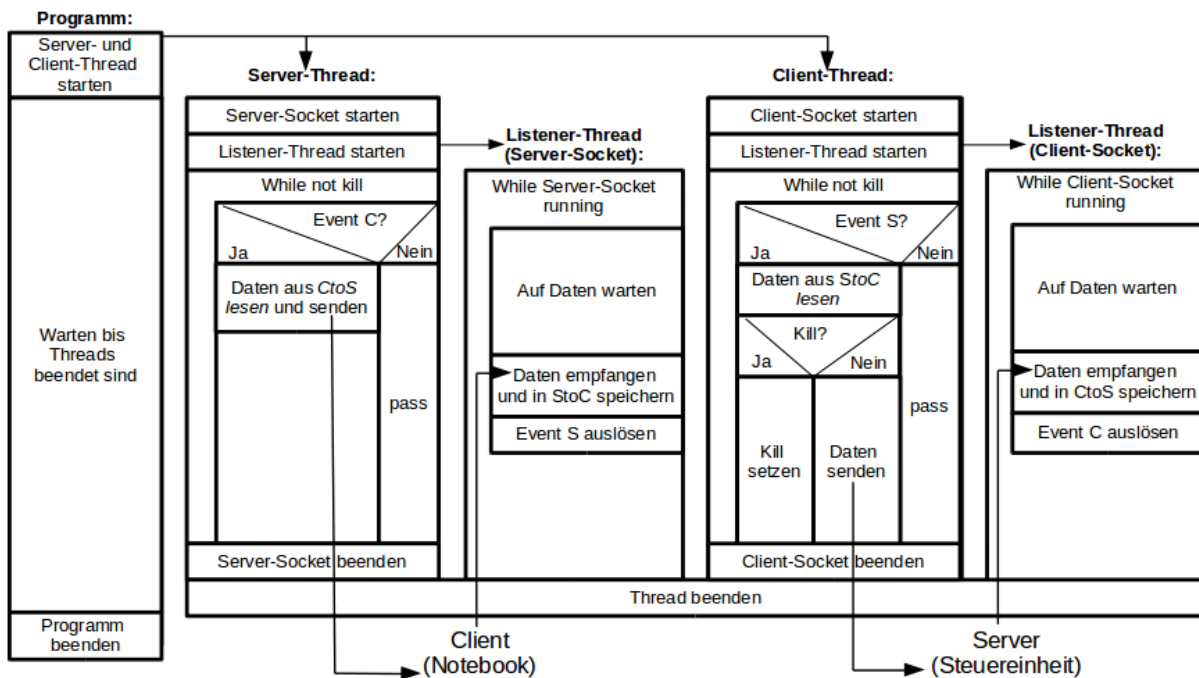 Programm:
Server- und
Client-Thread
starten
Warten bis
Threads
beendet sind
Programm
beenden
Server-Thread:
Server-Socket starten
Listener-Thread starten
While not kill
Event C?
Ja
Nein
Daten aus CtoS
lesen und senden
pass
Server-Socket beenden
Listener-Thread
(Server-Socket):
While Server-Socket
running
Auf Daten warten
Daten empfangen
und in StoC speichern
Event S auslösen
Client-Thread:
Client-Socket starten
Listener-Thread starten
While not kill
Event S?
Ja
Nein
Daten aus StoC
lesen
Kill?
Ja
Nein
Kill
setzen
Daten
senden
pass
Client-Socket beenden
Listener-Thread
(Client-Socket):
While Client-Socket
running
Auf Daten warten
Daten empfangen
und in CtoS speichern
Event C auslösen
Thread beenden
Client
(Notebook)
Server
(Steuereinheit)